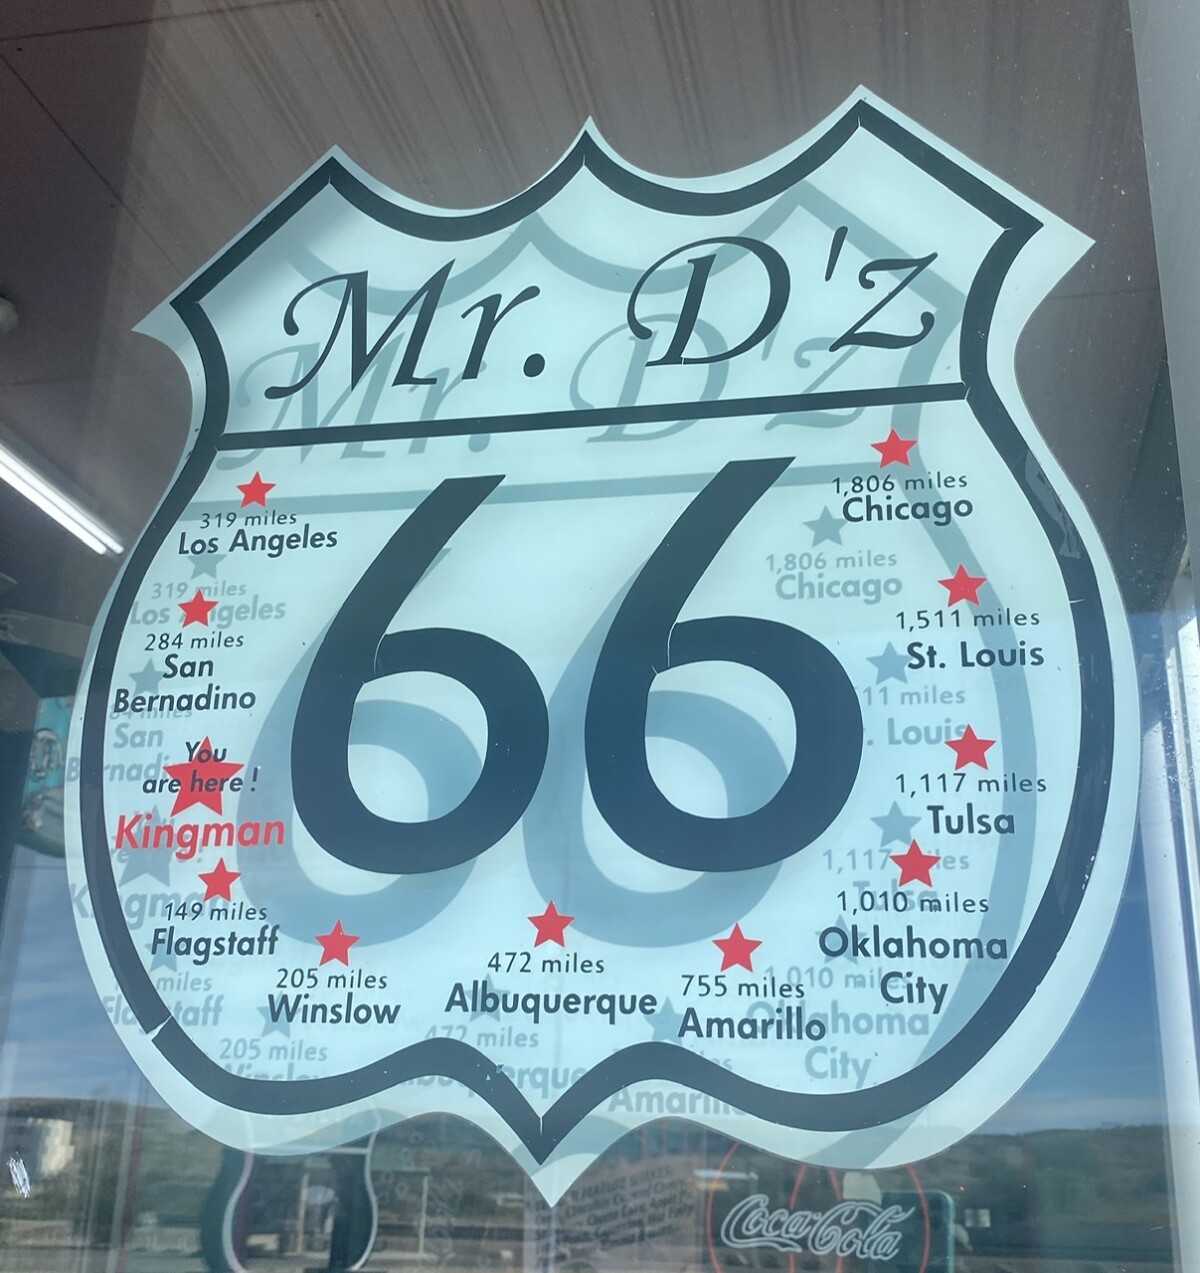 Mr. D'z
66
319 miles
Los Angeles
284 miles
San
Bernadino
You
are here!
Kingman
149 miles
Flagstaff
205 miles
Winslow
472 miles
Albuquerque
755 miles
Amarillo
1,010 miles
Oklahoma
City
1,117 miles
Tulsa
1,511 miles
St. Louis
1,806 miles
Chicago
Coca-Cola